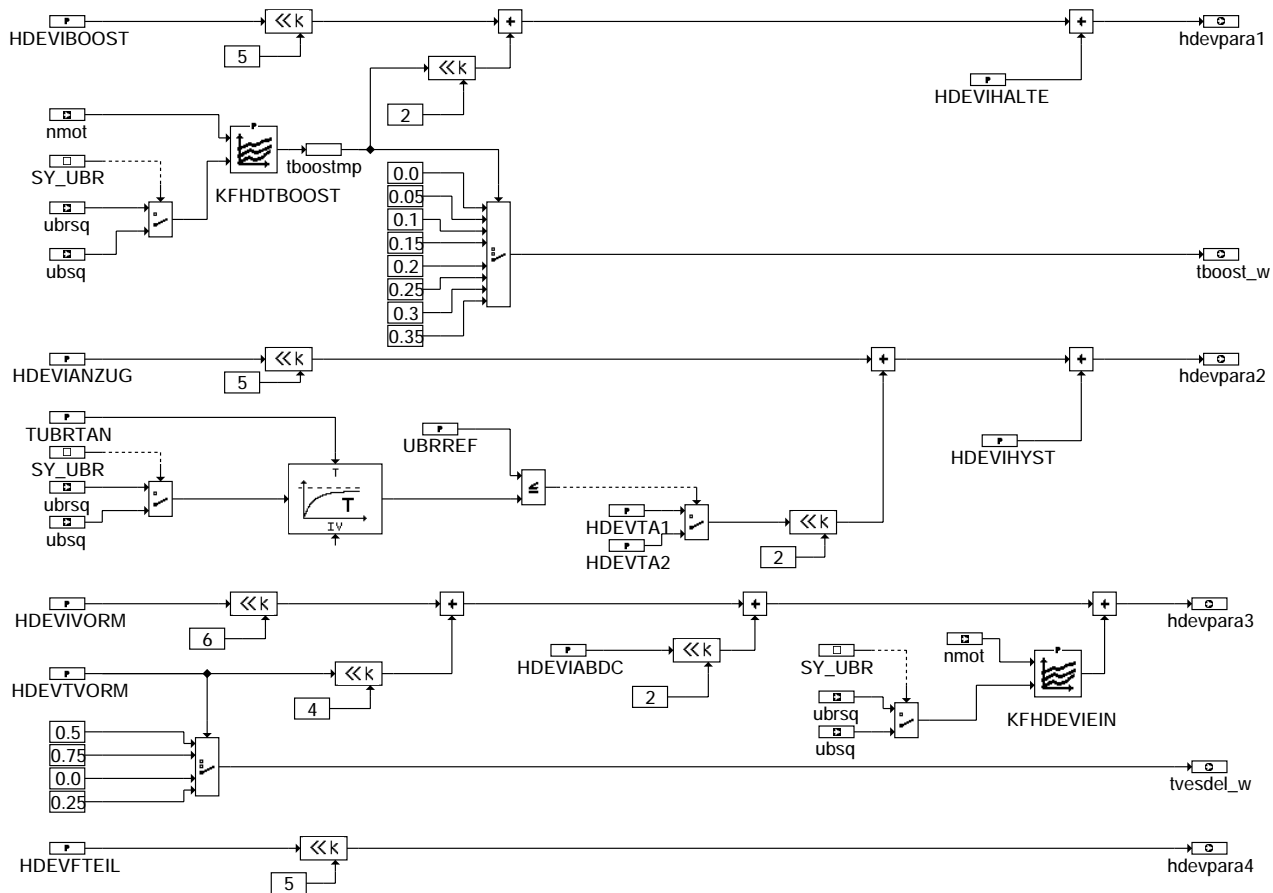 HDEVIBOOST
P
<<K
5
+
+
hdevpara1
<<K
2
P
HDEVIHALTE
nmot
P
KFHDTBOOST
tboostmp
SY_UBR
ubrsq
ubsq
0.0
0.05
0.1
0.15
0.2
0.25
0.3
0.35
tboost_w
P
HDEVIANZUG
<<K
5
+
+
hdevpara2
P
TUBRTAN
SY_UBR
ubrsq
ubsq
T
T
IV
P
UBRREF
≤
P
HDEVIHYST
P
HDEVTA1
P
HDEVTA2
<<K
2
P
HDEVIVORM
<<K
6
+
+
+
hdevpara3
P
HDEVTVORM
<<K
4
P
HDEVIABDC
<<K
2
SY_UBR
ubrsq
ubsq
nmot
P
KFHDEVIEIN
0.5
0.75
0.0
0.25
tvesdel_w
P
HDEVFTEIL
<<K
5
hdevpara4